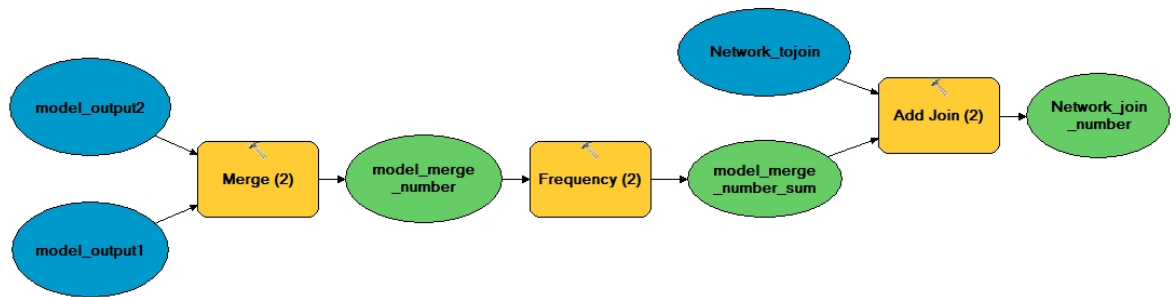 model_output2
model_output1
Merge (2)
model_merge
_number
Frequency (2)
model_merge
_number_sum
Network_tojoin
Add Join (2)
Network_join
_number